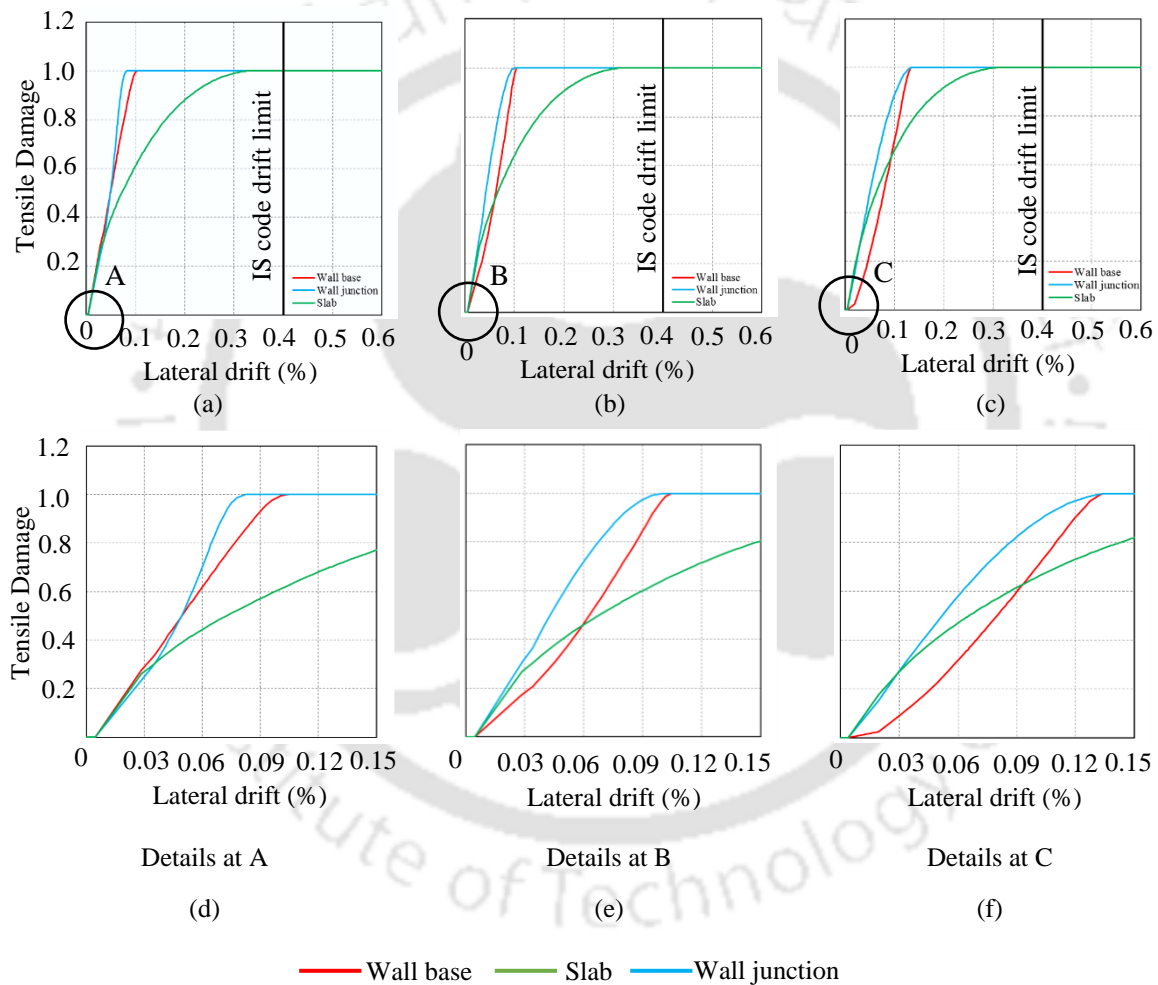 1.2
1.0
0.8
0.6
0.4
0.2
Tensile Damage
IS code drift limit
A
Wall base
Wall junction
Slab
0 0.1 0.2 0.3 0.4 0.5 0.6
Lateral drift (%)
(a)
IS code drift limit
B
Wall base
Wall junction
Slab
0 0.1 0.2 0.3 0.4 0.5 0.6
Lateral drift (%)
(b)
IS code drift limit
C
Wall base
Wall junction
Slab
0 0.1 0.2 0.3 0.4 0.5 0.6
Lateral drift (%)
(c)
1.2
1.0
0.8
0.6
0.4
0.2
Tensile Damage
0 0.03 0.06 0.09 0.12 0.15
Lateral drift (%)
Details at A
(d)
0 0.03 0.06 0.09 0.12 0.15
Lateral drift (%)
Details at B
(e)
0 0.03 0.06 0.09 0.12 0.15
Lateral drift (%)
Details at C
(f)
Wall base Slab Wall junction
itute of Technology